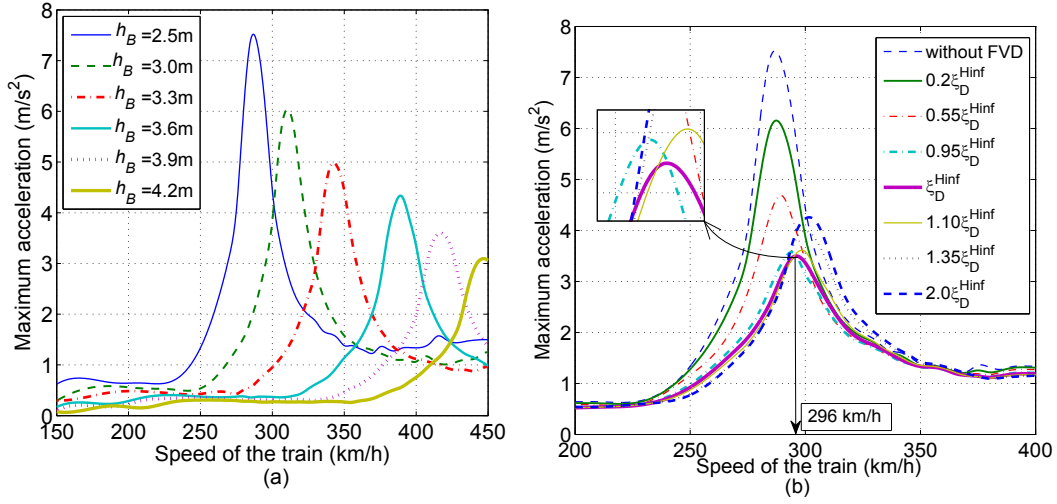 8
7
6
5
4
3
2
1
0
Maximum acceleration (m/s²)
h_B =2.5m
h_B =3.0m
h_B =3.3m
h_B =3.6m
h_B =3.9m
h_B =4.2m
150 200 250 300 350 400 450
Speed of the train (km/h)
(a)
8
7
6
5
4
3
2
1
0
Maximum acceleration (m/s²)
without FVD
0.2ξ_D^Hinf
0.55ξ_D^Hinf
0.95ξ_D^Hinf
ξ_D^Hinf
1.10ξ_D^Hinf
1.35ξ_D^Hinf
2.0ξ_D^Hinf
296 km/h
200 250 300 350 400
Speed of the train (km/h)
(b)